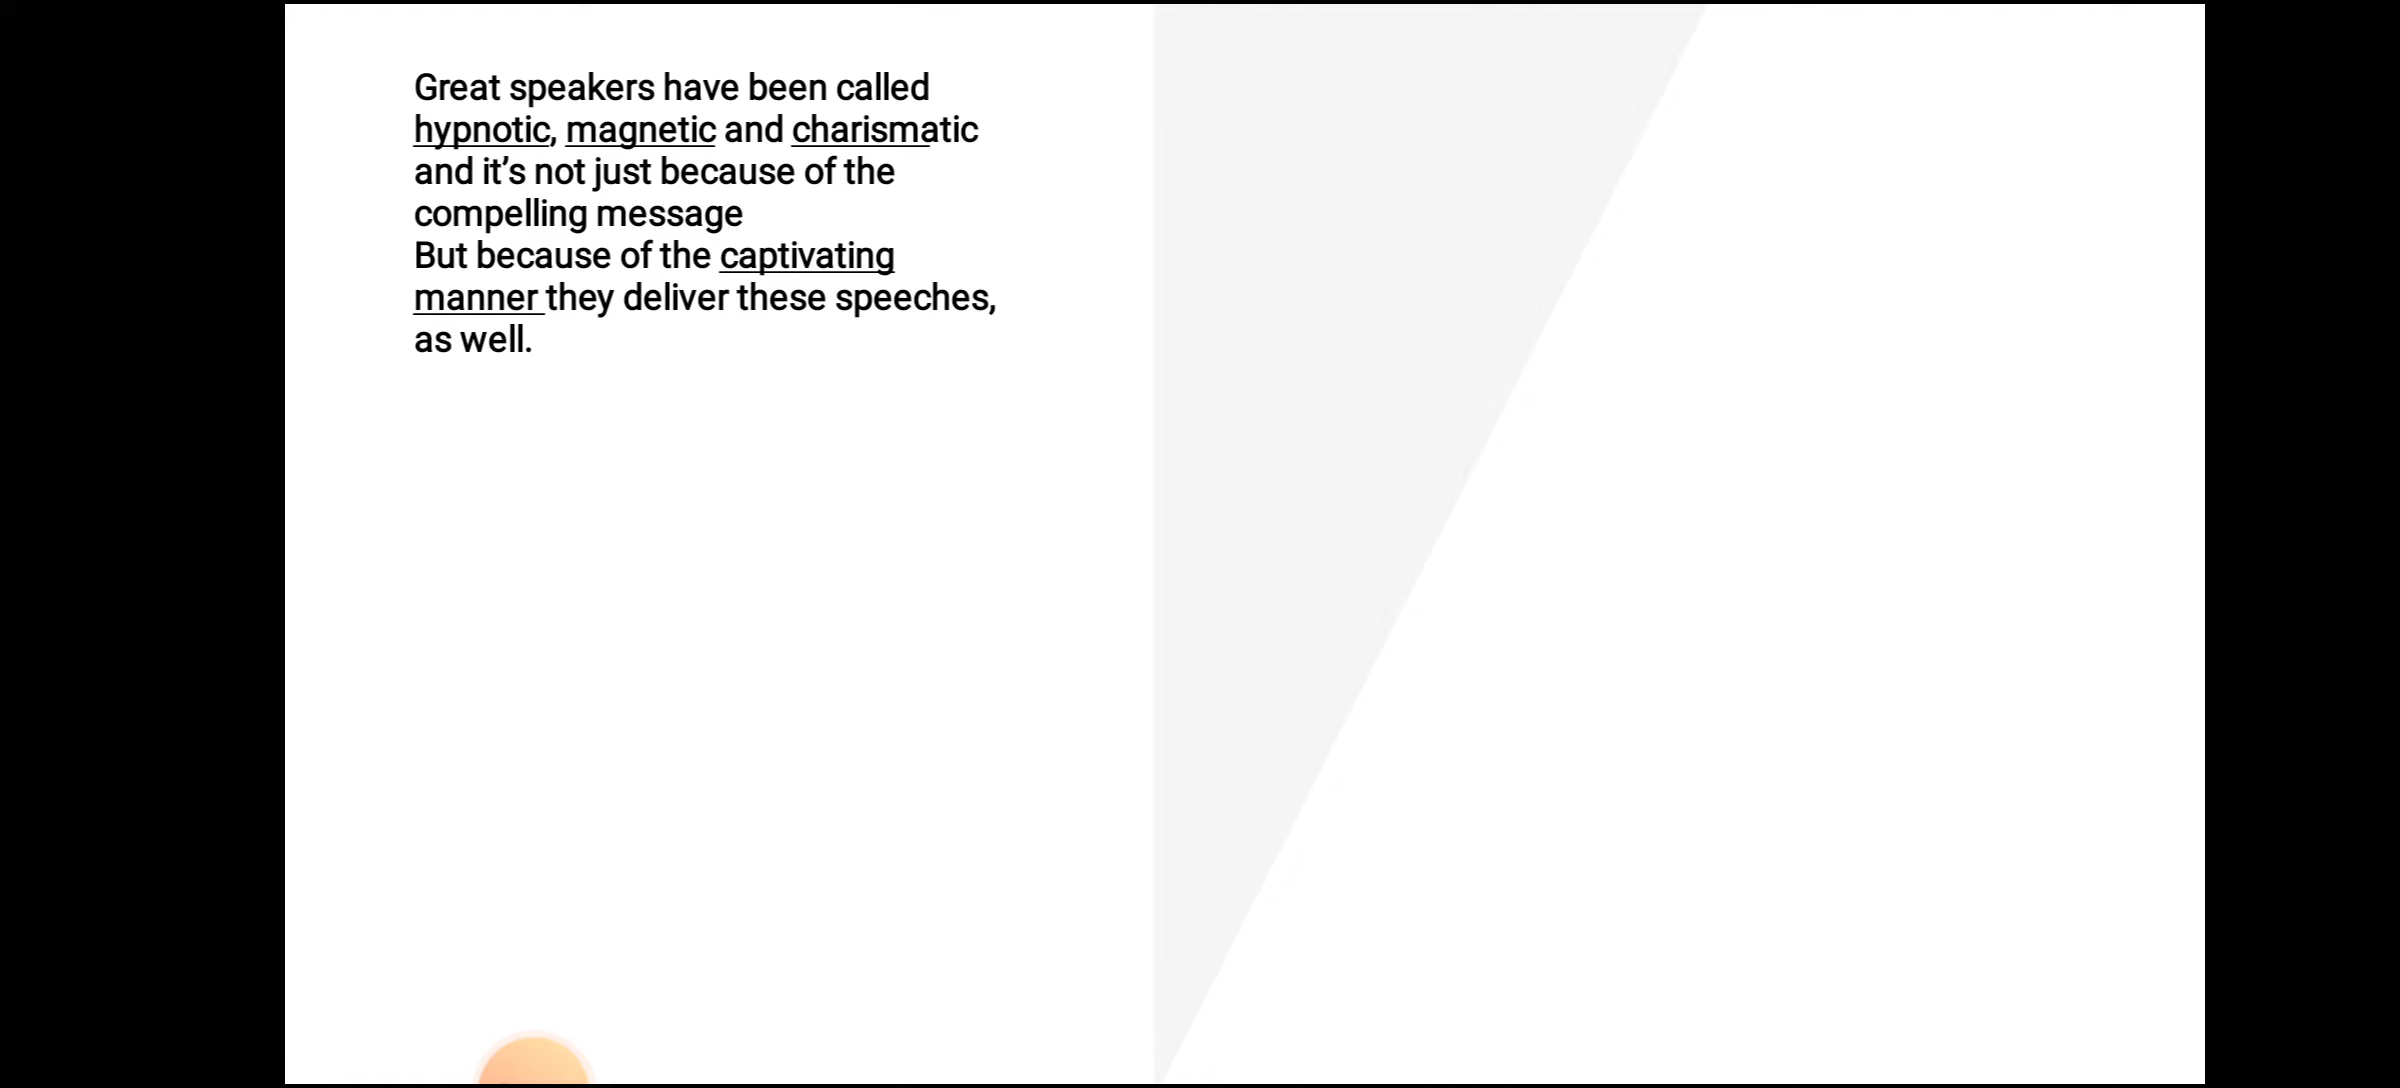 Great speakers have been called
hypnotic, magnetic and charismatic
and it’s not just because of the
compelling message
But because of the captivating
manner they deliver these speeches,
as well.